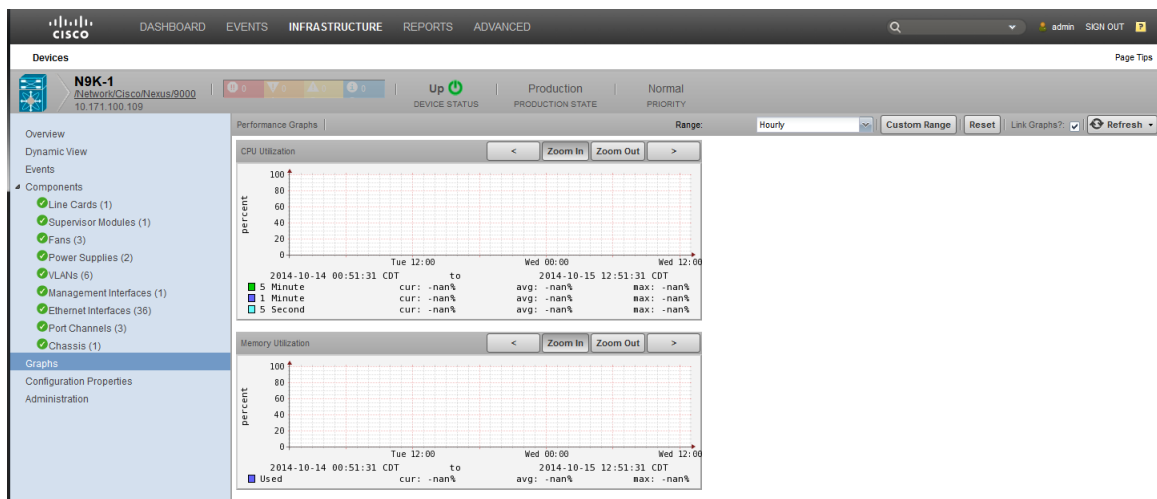 CISCO
DASHBOARD EVENTS INFRASTRUCTURE REPORTS ADVANCED
admin SIGN OUT ?
Devices
Page Tips
N9K-1
/Network/Cisco/Nexus/9000
10.171.100.109
0 0 0 0
Up
DEVICE STATUS
Production
PRODUCTION STATE
Normal
PRIORITY
Overview
Dynamic View
Events
Components
Line Cards (1)
Supervisor Modules (1)
Fans (3)
Power Supplies (2)
VLANs (6)
Management Interfaces (1)
Ethernet Interfaces (36)
Port Channels (3)
Chassis (1)
Graphs
Configuration Properties
Administration
Performance Graphs
Range: Hourly Custom Range Reset Link Graphs?: Refresh
CPU Utilization < Zoom In Zoom Out >
percent
100
80
60
40
20
0
Tue 12:00 Wed 00:00 Wed 12:00
2014-10-14 00:51:31 CDT to 2014-10-15 12:51:31 CDT
5 Minute cur: -nan% avg: -nan% max: -nan%
1 Minute cur: -nan% avg: -nan% max: -nan%
5 Second cur: -nan% avg: -nan% max: -nan%
Memory Utilization < Zoom In Zoom Out >
percent
100
80
60
40
20
0
Tue 12:00 Wed 00:00 Wed 12:00
2014-10-14 00:51:31 CDT to 2014-10-15 12:51:31 CDT
Used cur: -nan% avg: -nan% max: -nan%